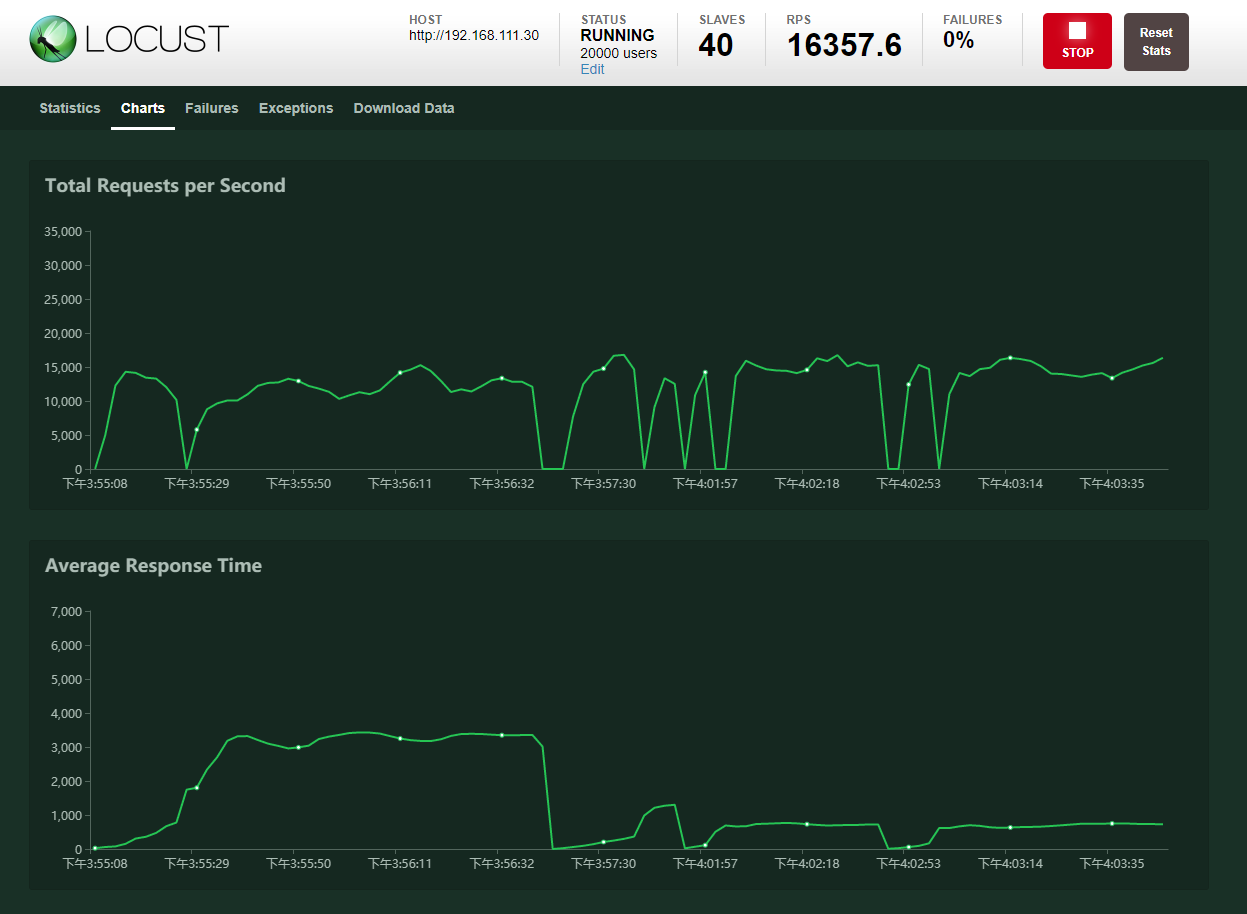 LOCUST
HOST
http://192.168.111.30
STATUS
RUNNING
20000 users
Edit
SLAVES
40
RPS
16357.6
FAILURES
0%
STOP
Reset
Stats
Statistics Charts Failures Exceptions Download Data
Total Requests per Second
35,000
30,000
25,000
20,000
15,000
10,000
5,000
0
下午3:55:08 下午3:55:29 下午3:55:50 下午3:56:11 下午3:56:32 下午3:57:30 下午4:01:57 下午4:02:18 下午4:02:53 下午4:03:14 下午4:03:35
Average Response Time
7,000
6,000
5,000
4,000
3,000
2,000
1,000
0
下午3:55:08 下午3:55:29 下午3:55:50 下午3:56:11 下午3:56:32 下午3:57:30 下午4:01:57 下午4:02:18 下午4:02:53 下午4:03:14 下午4:03:35